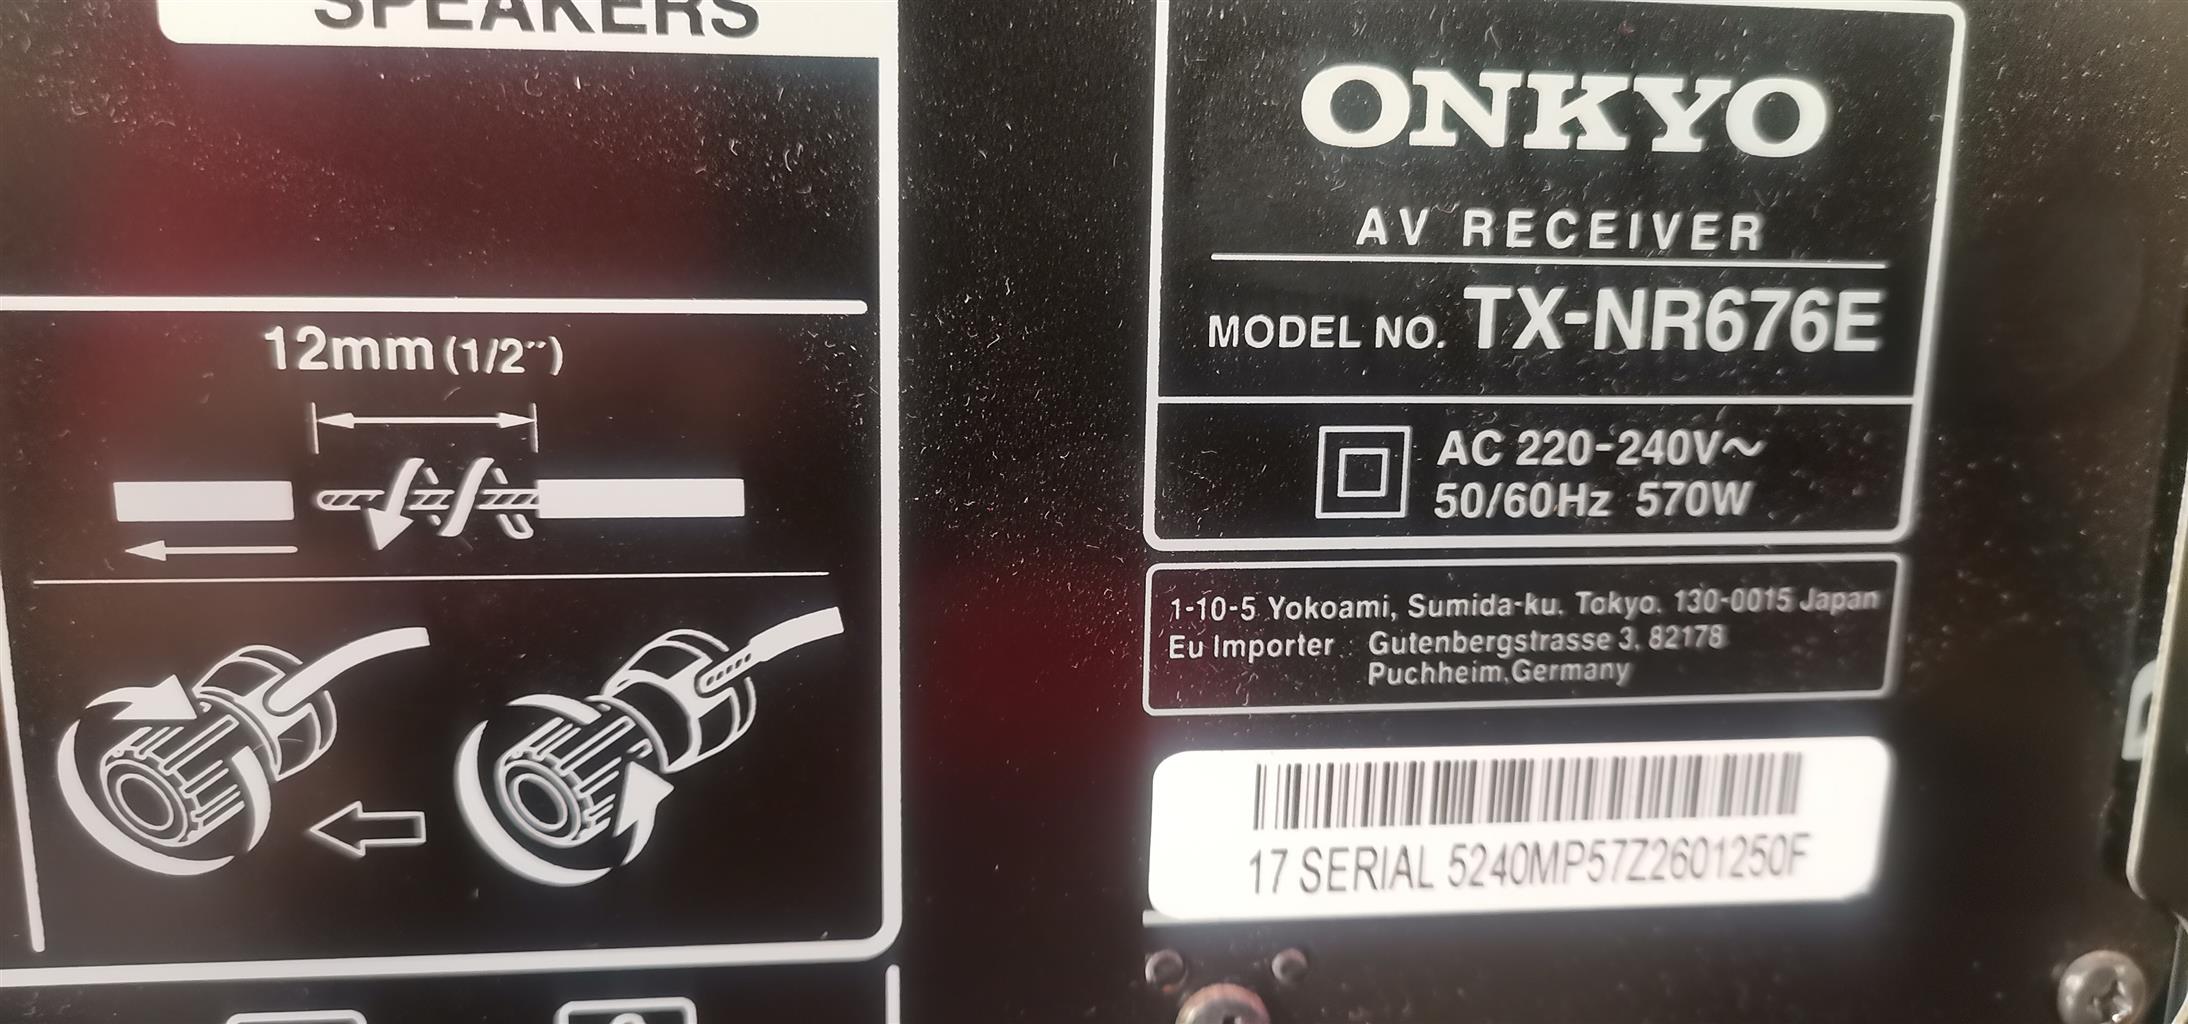 SPEAKERS
12mm (1/2")
ONKYO
AV RECEIVER
MODEL NO. TX-NR676E
AC 220-240V~
50/60Hz 570W
1-10-5 Yokoami, Sumida-ku, Tokyo, 130-0015 Japan
Eu Importer Gutenbergstrasse 3, 82178
Puchheim,Germany
17 SERIAL 5240MP57Z2601250F